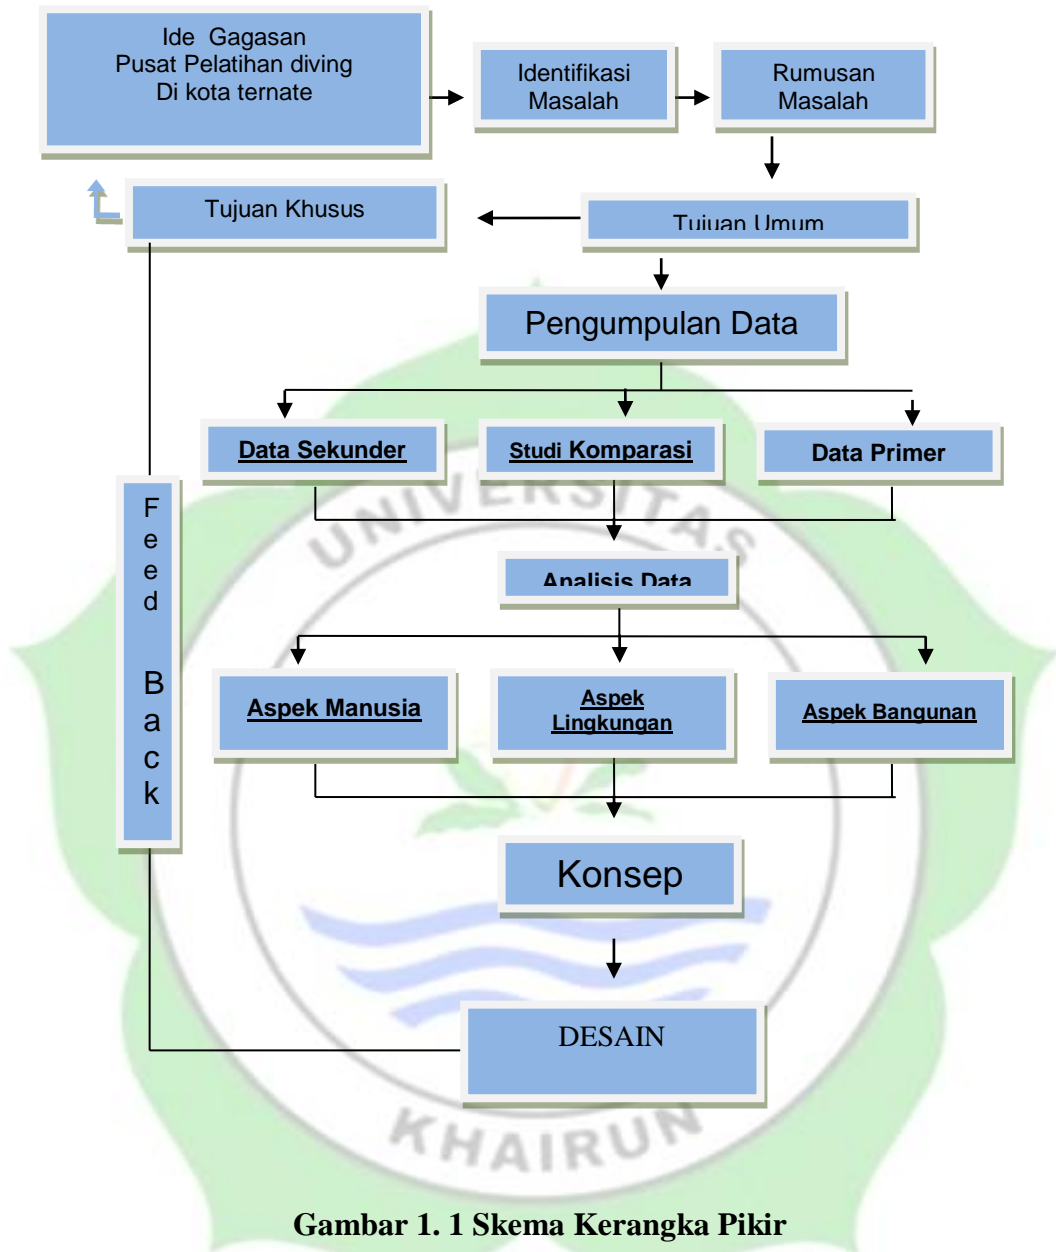 Ide Gagasan
Pusat Pelatihan diving
Di kota ternate
Identifikasi
Masalah
Rumusan
Masalah
Tujuan Khusus
Tujuan Umum
Pengumpulan Data
Data Sekunder
Studi Komparasi
Data Primer
UNIVERSITAS
Feed
Back
Analisis Data
Aspek Manusia
Aspek
Lingkungan
Aspek Bangunan
Konsep
DESAIN
KHAIRUN
Gambar 1. 1 Skema Kerangka Pikir